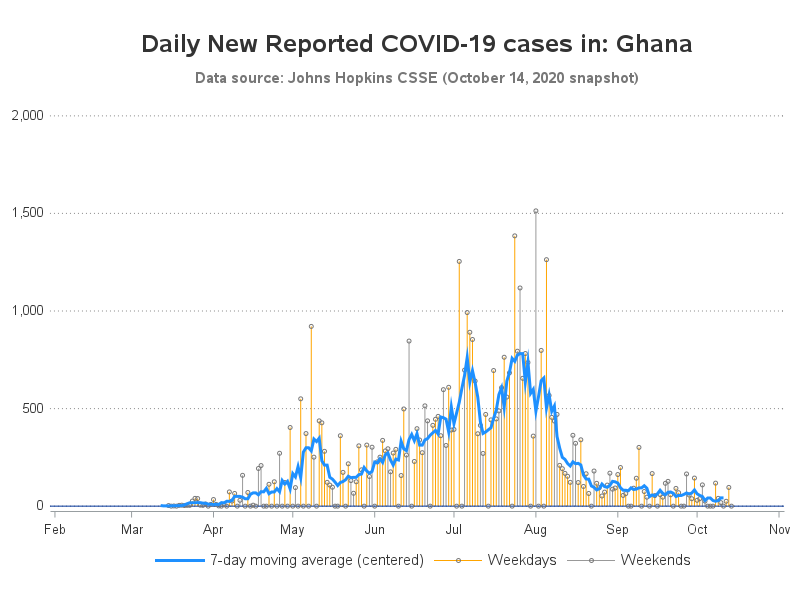 Daily New Reported COVID-19 cases in: Ghana
Data source: Johns Hopkins CSSE (October 14, 2020 snapshot)
2,000
1,500
1,000
500
0
Feb Mar Apr May Jun Jul Aug Sep Oct Nov
7-day moving average (centered) Weekdays Weekends